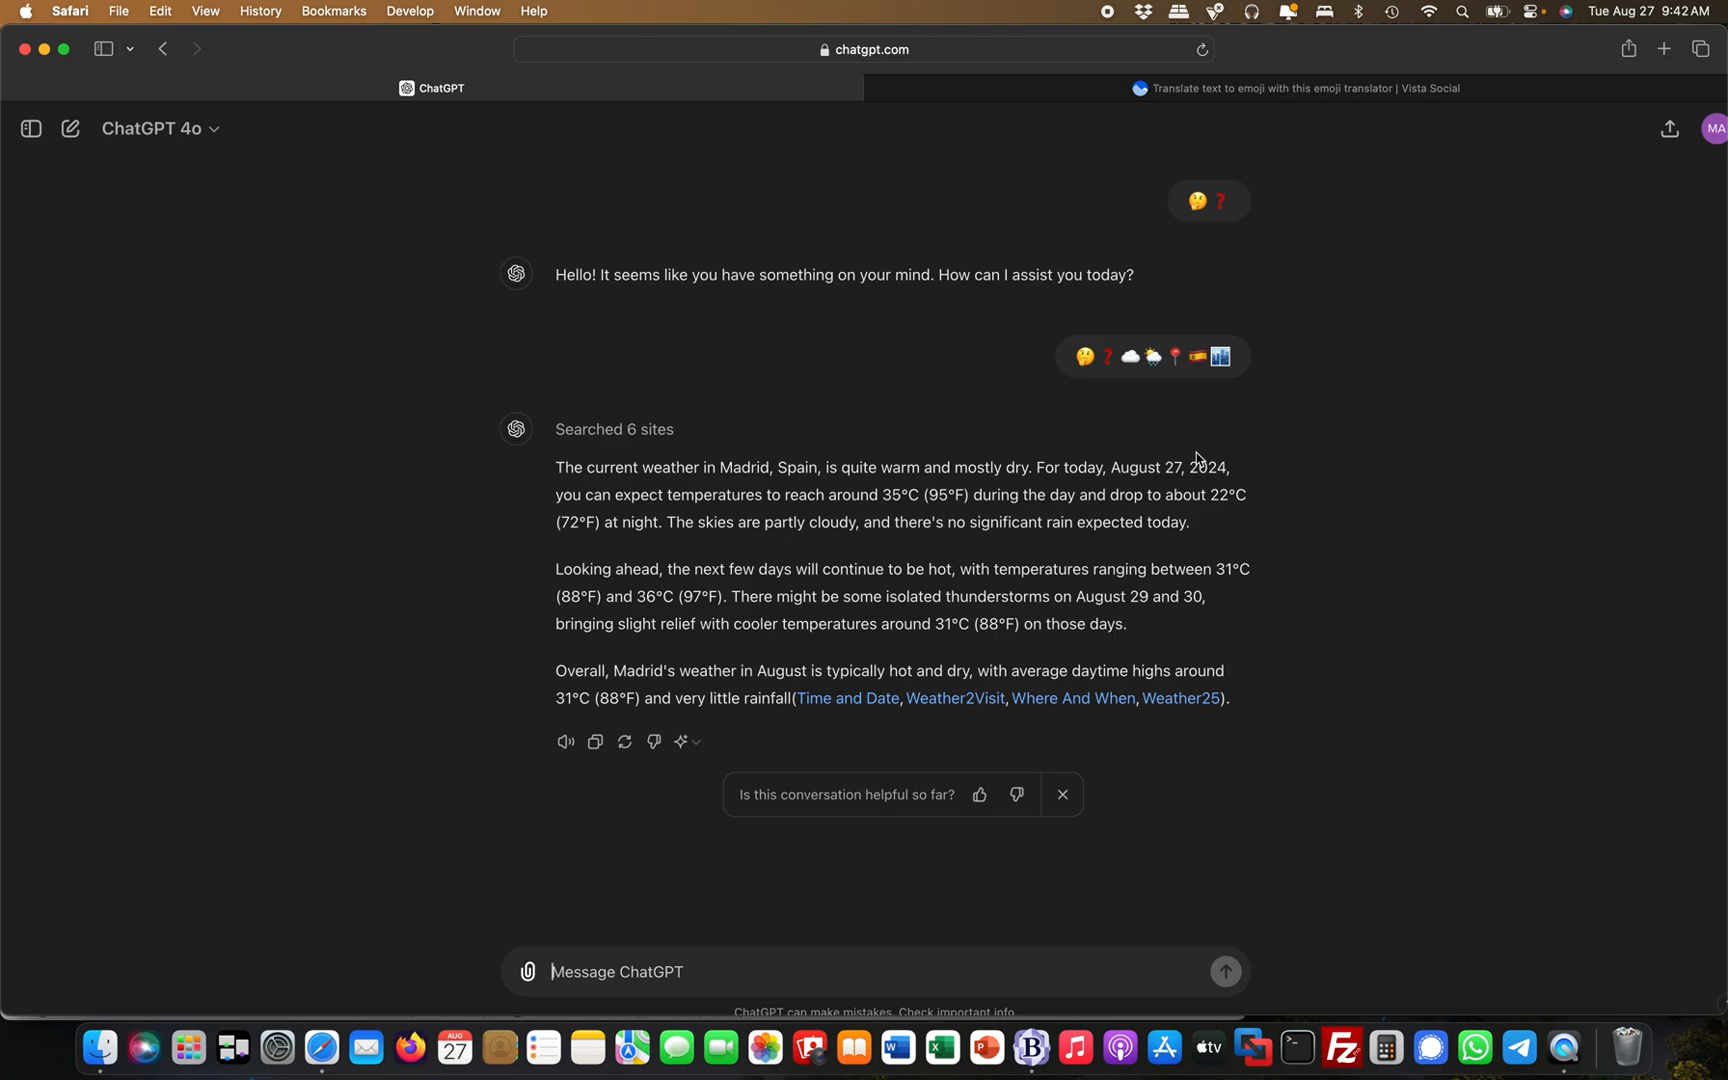 Safari File Edit View History Bookmarks Develop Window Help Tue Aug 27 9:42 AM
chatgpt.com
ChatGPT
Translate text to emoji with this emoji translator | Vista Social
ChatGPT 4o
MA
🤔❓
Hello! It seems like you have something on your mind. How can I assist you today?
🤔❓☁️🌦️📍🇪🇸🏙️
Searched 6 sites
The current weather in Madrid, Spain, is quite warm and mostly dry. For today, August 27, 2024,
you can expect temperatures to reach around 35°C (95°F) during the day and drop to about 22°C
(72°F) at night. The skies are partly cloudy, and there's no significant rain expected today.
Looking ahead, the next few days will continue to be hot, with temperatures ranging between 31°C
(88°F) and 36°C (97°F). There might be some isolated thunderstorms on August 29 and 30,
bringing slight relief with cooler temperatures around 31°C (88°F) on those days.
Overall, Madrid's weather in August is typically hot and dry, with average daytime highs around
31°C (88°F) and very little rainfall(Time and Date, Weather2Visit, Where And When, Weather25).
Is this conversation helpful so far?
Message ChatGPT
ChatGPT can make mistakes. Check important info.
AUG
27
tv